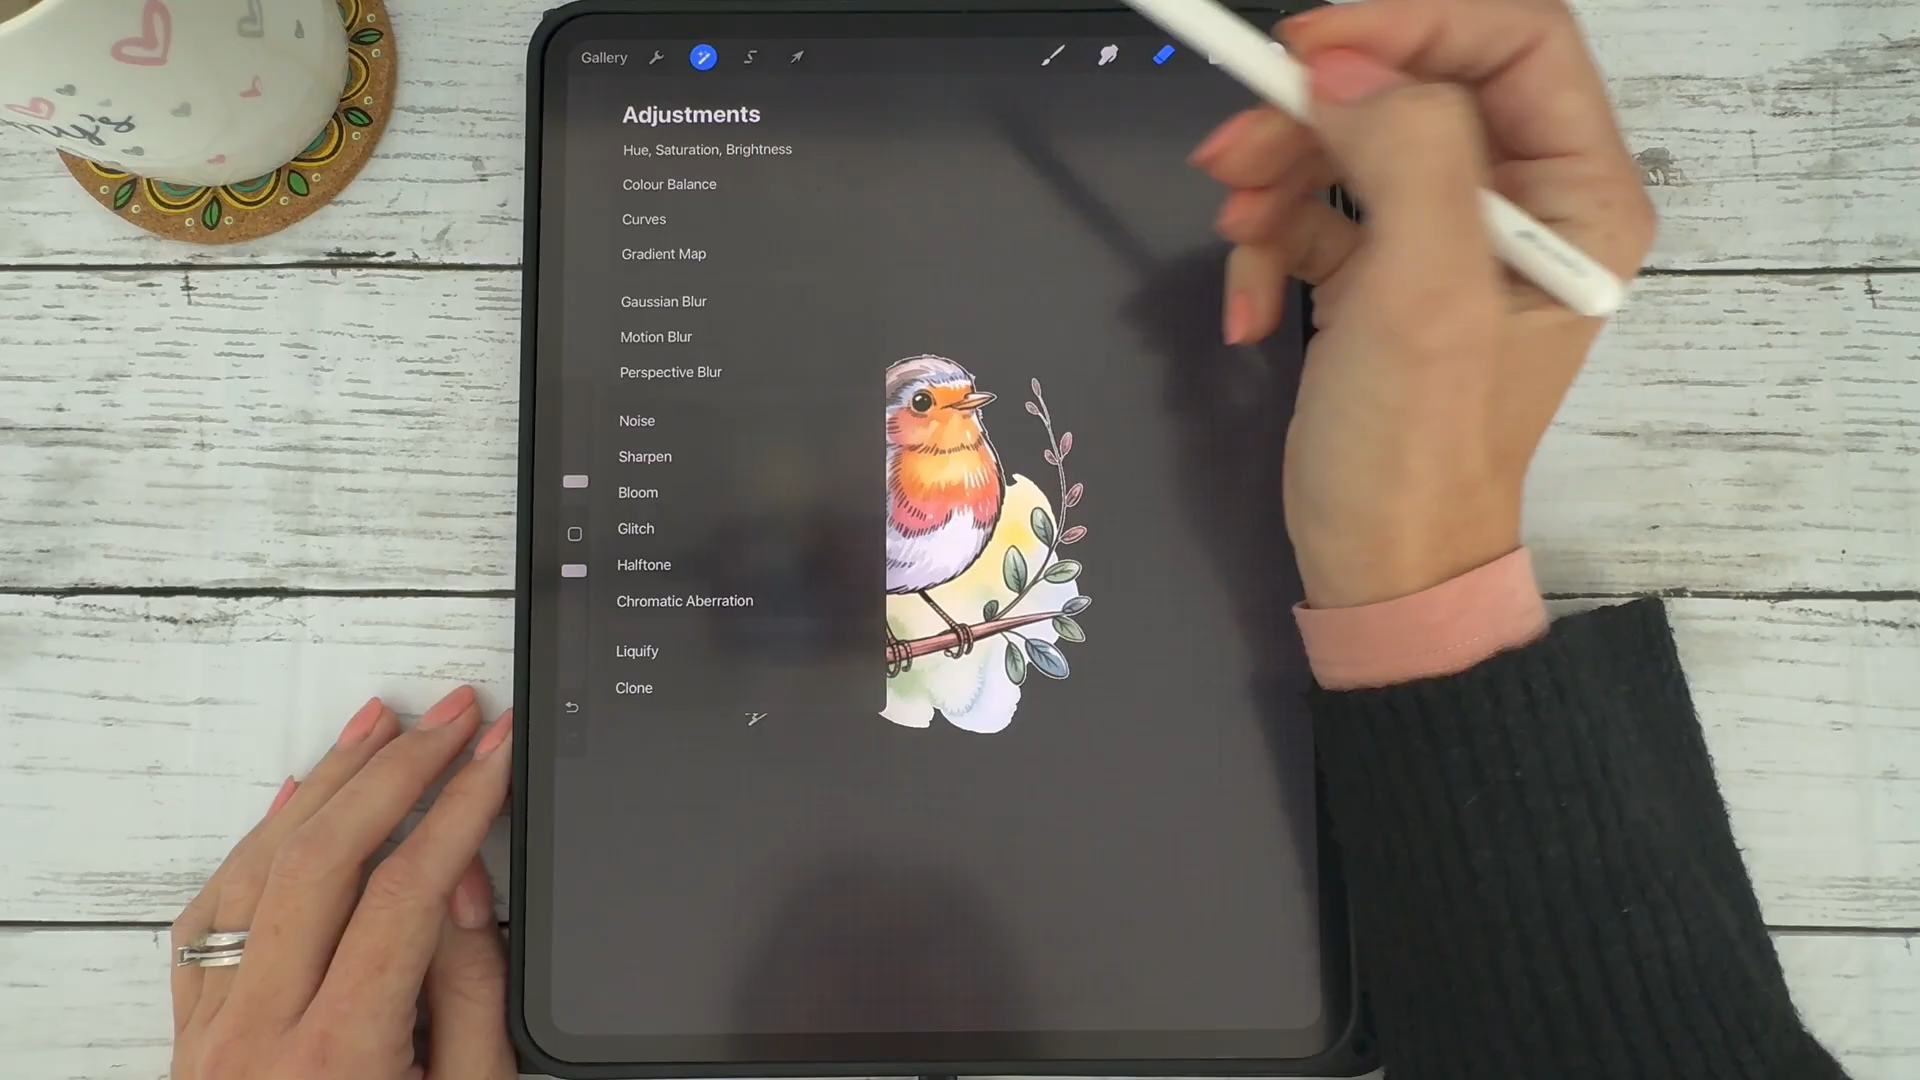 Gallery
Adjustments
Hue, Saturation, Brightness
Colour Balance
Curves
Gradient Map
Gaussian Blur
Motion Blur
Perspective Blur
Noise
Sharpen
Bloom
Glitch
Halftone
Chromatic Aberration
Liquify
Clone